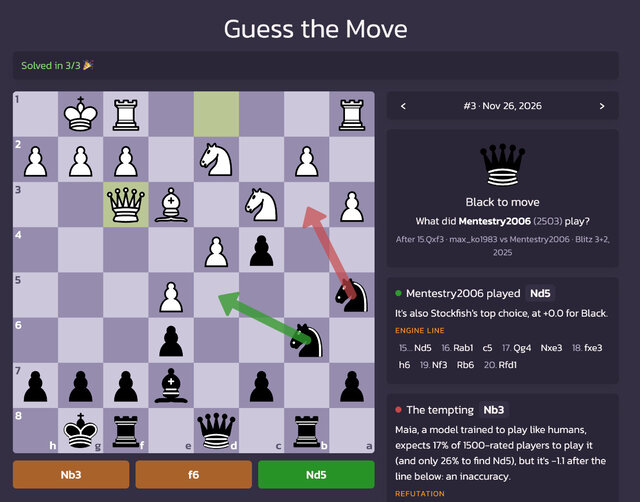 Guess the Move
Solved in 3/3 🎉
1
2
3
4
5
6
7
8
h g f e d c b a
Nb3 f6 Nd5
< #3 · Nov 26, 2026 >
Black to move
What did Mentestry2006 (2503) play?
After 15.Qxf3 · max_ko1983 vs Mentestry2006 · Blitz 3+2,
2025
Mentestry2006 played Nd5
It's also Stockfish's top choice, at +0.0 for Black.
ENGINE LINE
15... Nd5 16. Rab1 c5 17. Qg4 Nxe3 18. fxe3
h6 19. Nf3 Rb6 20. Rfd1
The tempting Nb3
Maia, a model trained to play like humans,
expects 17% of 1500-rated players to play it
(and only 26% to find Nd5), but it's −1.1 after the
line below: an inaccuracy.
REFUTATION